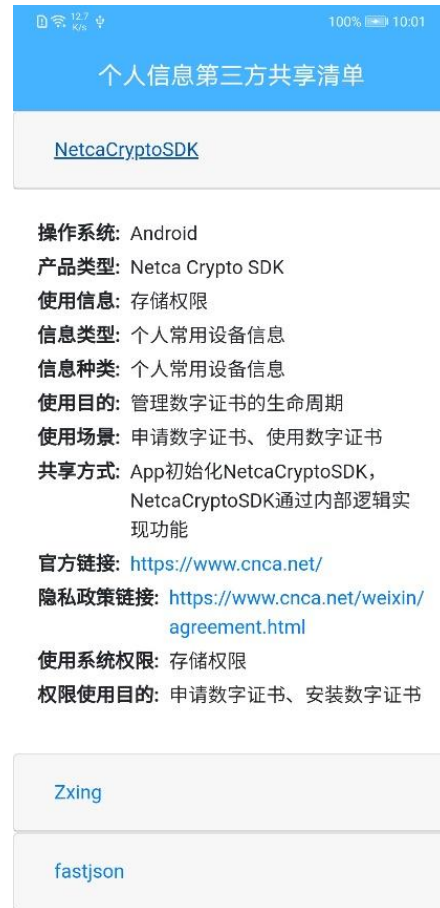 12.7 K/s 100% 10:01
个人信息第三方共享清单
NetcaCryptoSDK
操作系统: Android
产品类型: Netca Crypto SDK
使用信息: 存储权限
信息类型: 个人常用设备信息
信息种类: 个人常用设备信息
使用目的: 管理数字证书的生命周期
使用场景: 申请数字证书、使用数字证书
共享方式: App初始化NetcaCryptoSDK，
NetcaCryptoSDK通过内部逻辑实
现功能
官方链接: https://www.cnca.net/
隐私政策链接: https://www.cnca.net/weixin/
agreement.html
使用系统权限: 存储权限
权限使用目的: 申请数字证书、安装数字证书
Zxing
fastjson